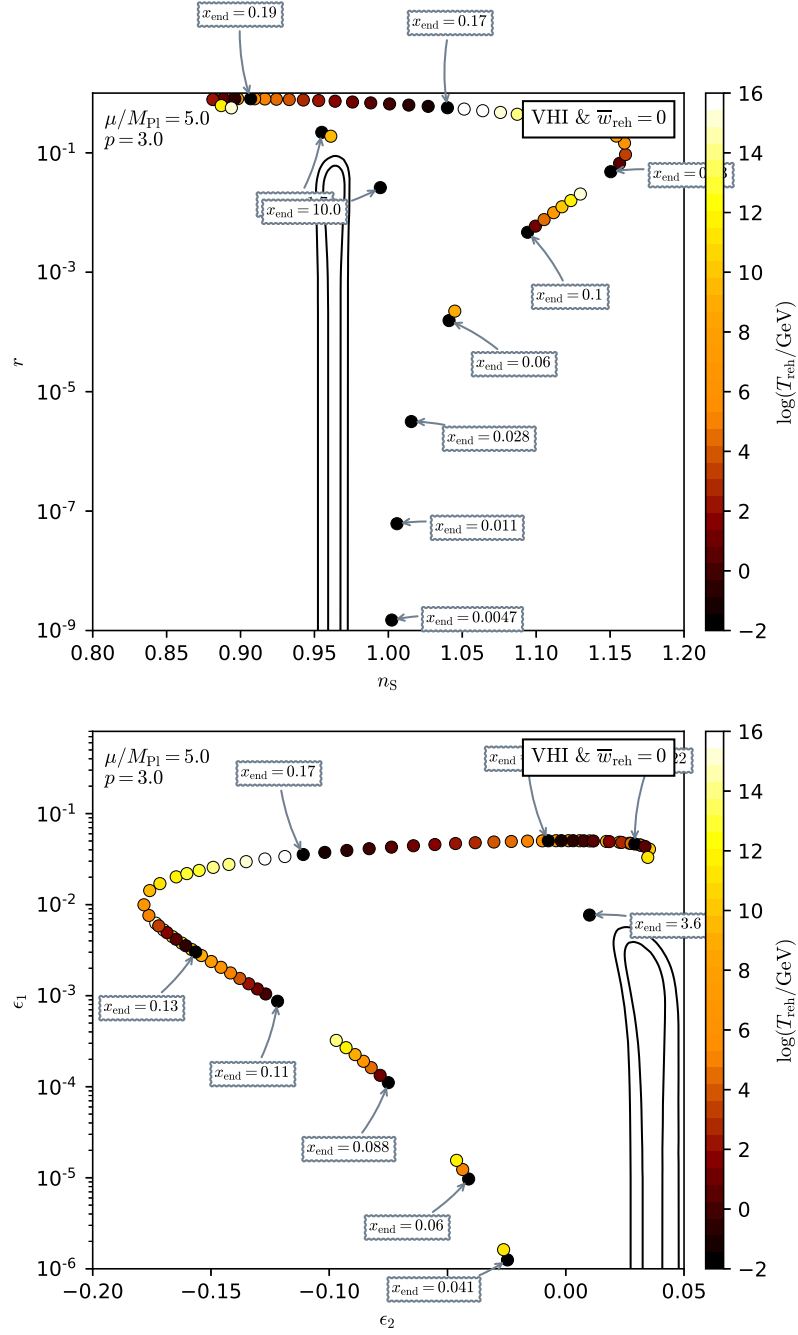 x_end = 0.19
x_end = 0.17
μ/M_Pl = 5.0
p = 3.0
VHI & w̅_reh = 0
x_end = 10.0
x_end = 0.1
x_end = 0.06
x_end = 0.028
x_end = 0.011
x_end = 0.0047
10⁻¹
10⁻³
10⁻⁵
10⁻⁷
10⁻⁹
r
0.80 0.85 0.90 0.95 1.00 1.05 1.10 1.15 1.20
n_S
16
14
12
10
8
6
4
2
0
−2
log(T_reh/GeV)
μ/M_Pl = 5.0
p = 3.0
x_end = 0.17
VHI & w̅_reh = 0
x_end = 3.6
x_end = 0.13
x_end = 0.11
x_end = 0.088
x_end = 0.06
x_end = 0.041
10⁻¹
10⁻²
10⁻³
10⁻⁴
10⁻⁵
10⁻⁶
ϵ₁
−0.20 −0.15 −0.10 −0.05 0.00 0.05
ϵ₂
16
14
12
10
8
6
4
2
0
−2
log(T_reh/GeV)